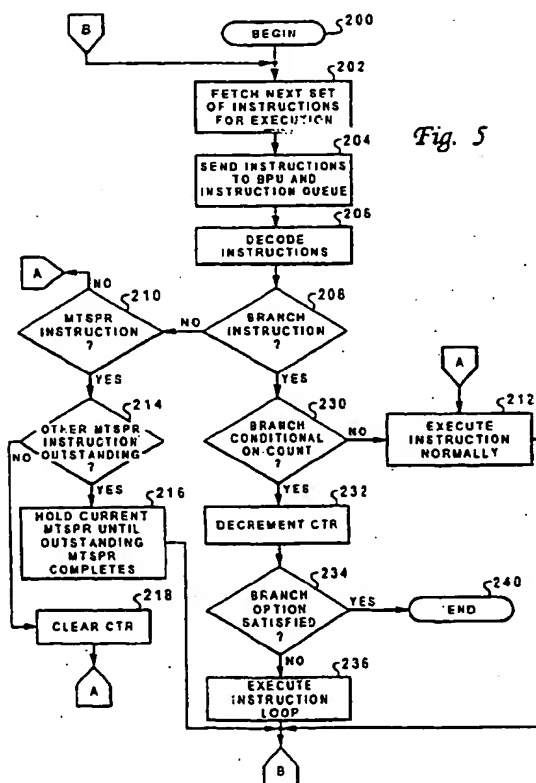 B
BEGIN
200
202
FETCH NEXT SET
OF INSTRUCTIONS
FOR EXECUTION
Fig. 5
204
SEND INSTRUCTIONS
TO BPU AND
INSTRUCTION QUEUE
206
DECODE
INSTRUCTIONS
A
NO
210
MTSPR
INSTRUCTION
?
NO
208
BRANCH
INSTRUCTION
?
A
YES
YES
214
OTHER MTSPR
INSTRUCTION
OUTSTANDING
?
NO
230
BRANCH
CONDITIONAL
ON-COUNT
?
NO
212
EXECUTE
INSTRUCTION
NORMALLY
YES
216
HOLD CURRENT
MTSPR UNTIL
OUTSTANDING
MTSPR
COMPLETES
YES
232
DECREMENT CTR
218
CLEAR CTR
234
BRANCH
OPTION
SATISFIED
?
YES
240
END
NO
236
EXECUTE
INSTRUCTION
LOOP
A
B